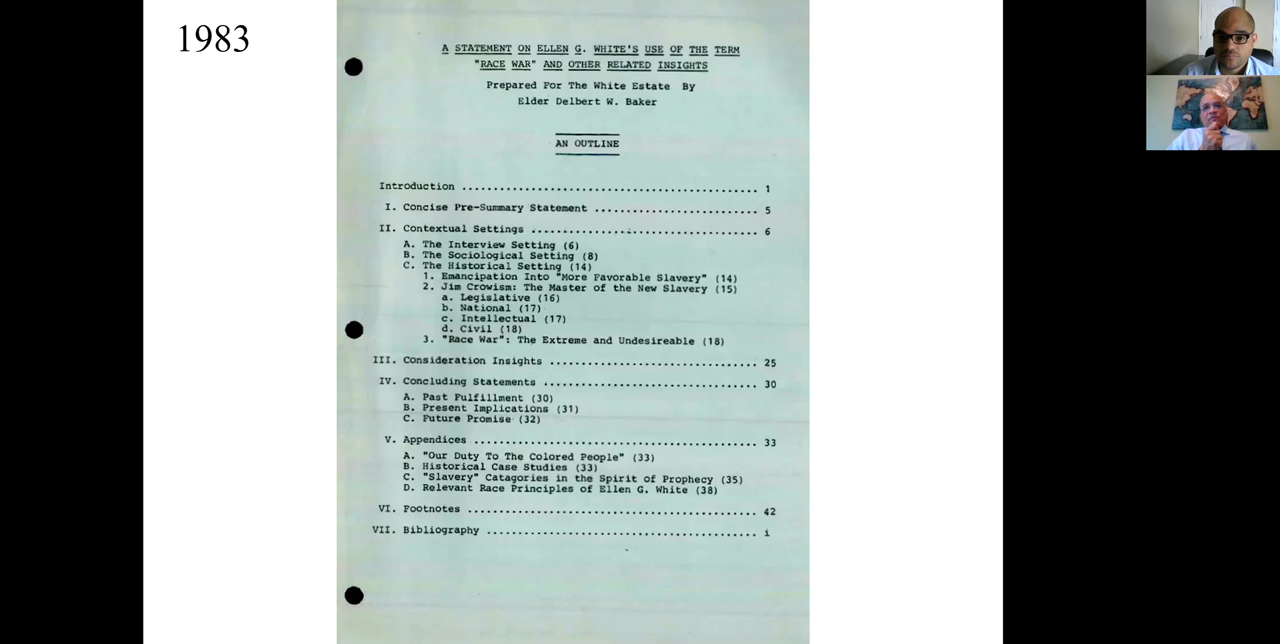 1983
A STATEMENT ON ELLEN G. WHITE'S USE OF THE TERM
"RACE WAR" AND OTHER RELATED INSIGHTS
Prepared For The White Estate By
Elder Delbert W. Baker
AN OUTLINE
Introduction ............................................... 1
I. Concise Pre-Summary Statement .......................... 5
II. Contextual Settings .................................... 6
A. The Interview Setting (6)
B. The Sociological Setting (8)
C. The Historical Setting (14)
1. Emancipation Into "More Favorable Slavery" (14)
2. Jim Crowism: The Master of the New Slavery (15)
a. Legislative (16)
b. National (17)
c. Intellectual (17)
d. Civil (18)
3. "Race War": The Extreme and Undesireable (18)
III. Consideration Insights ................................. 25
IV. Concluding Statements .................................. 30
A. Past Fulfillment (30)
B. Present Implications (31)
C. Future Promise (32)
V. Appendices ............................................. 33
A. "Our Duty To The Colored People" (33)
B. Historical Case Studies (33)
C. "Slavery" Catagories in the Spirit of Prophecy (35)
D. Relevant Race Principles of Ellen G. White (38)
VI. Footnotes .............................................. 42
VII. Bibliography ........................................... i